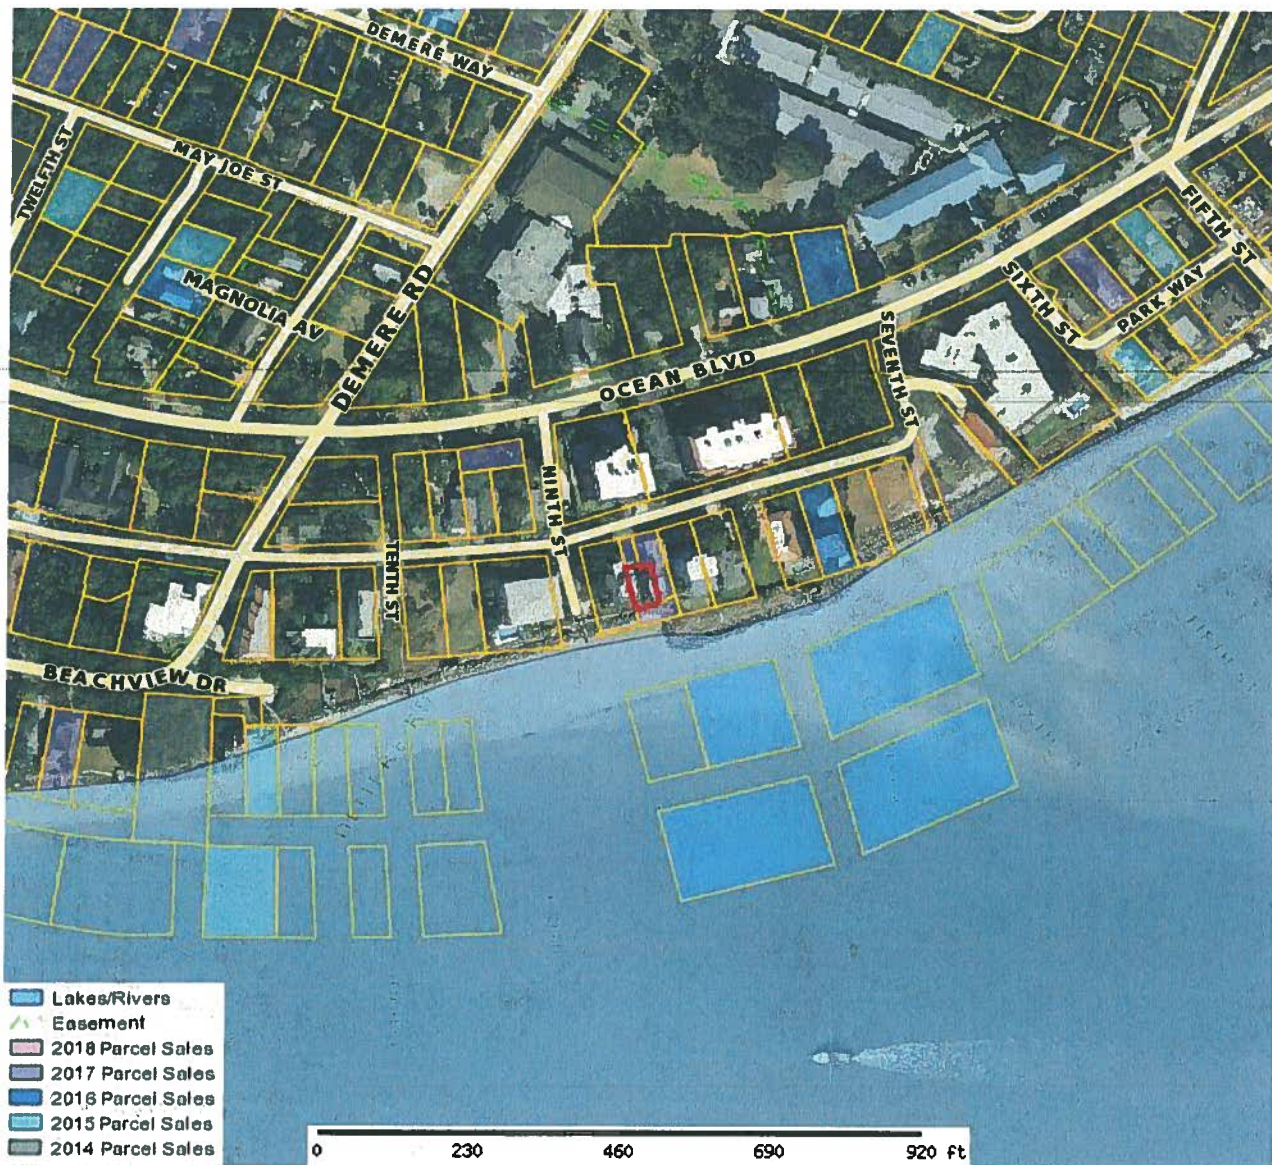 DEMERE WAY
TWELFTH ST
MAY JOE ST
FIFTH ST
MAGNOLIA AV
DEMERE RD
SIXTH ST
PARK WAY
SEVENTH ST
OCEAN BLVD
NINTH ST
TENTH ST
BEACHVIEW DR
Lakes/Rivers
Easement
2018 Parcel Sales
2017 Parcel Sales
2016 Parcel Sales
2015 Parcel Sales
2014 Parcel Sales
0 230 460 690 920 ft